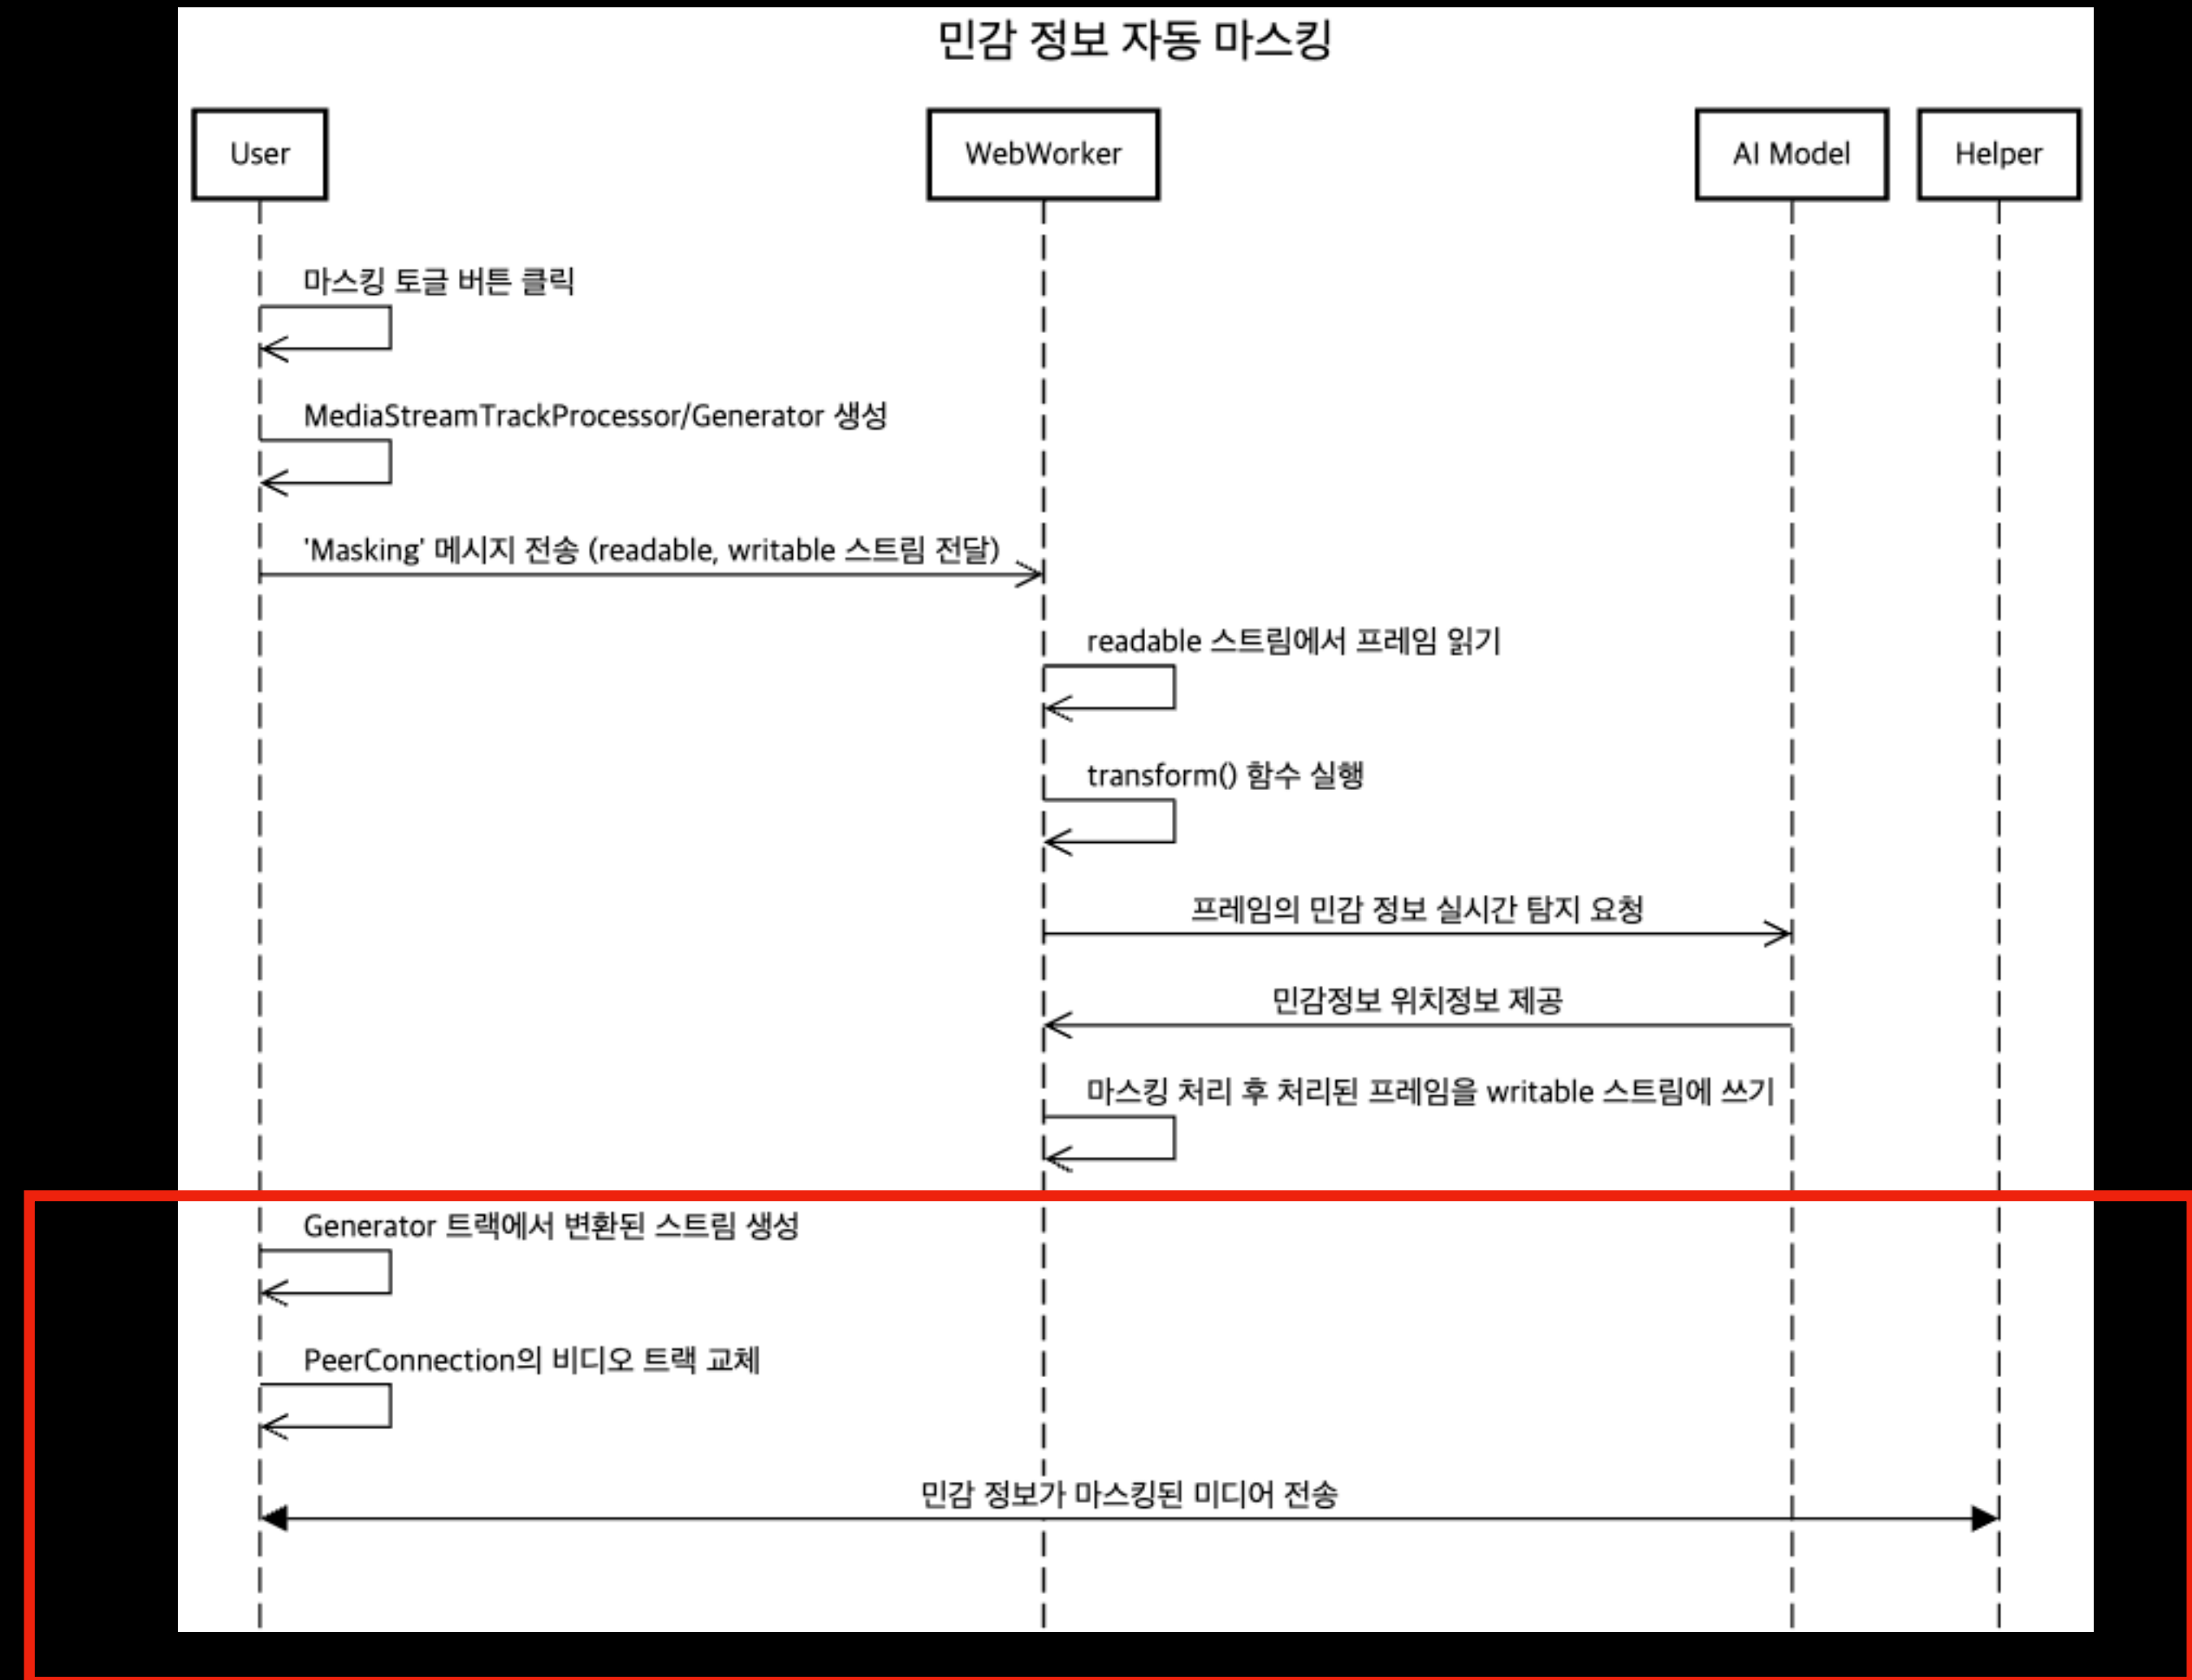 민감 정보 자동 마스킹
User
WebWorker
AI Model
Helper
마스킹 토글 버튼 클릭
MediaStreamTrackProcessor/Generator 생성
'Masking' 메시지 전송 (readable, writable 스트림 전달)
readable 스트림에서 프레임 읽기
transform() 함수 실행
프레임의 민감 정보 실시간 탐지 요청
민감정보 위치정보 제공
마스킹 처리 후 처리된 프레임을 writable 스트림에 쓰기
Generator 트랙에서 변환된 스트림 생성
PeerConnection의 비디오 트랙 교체
민감 정보가 마스킹된 미디어 전송